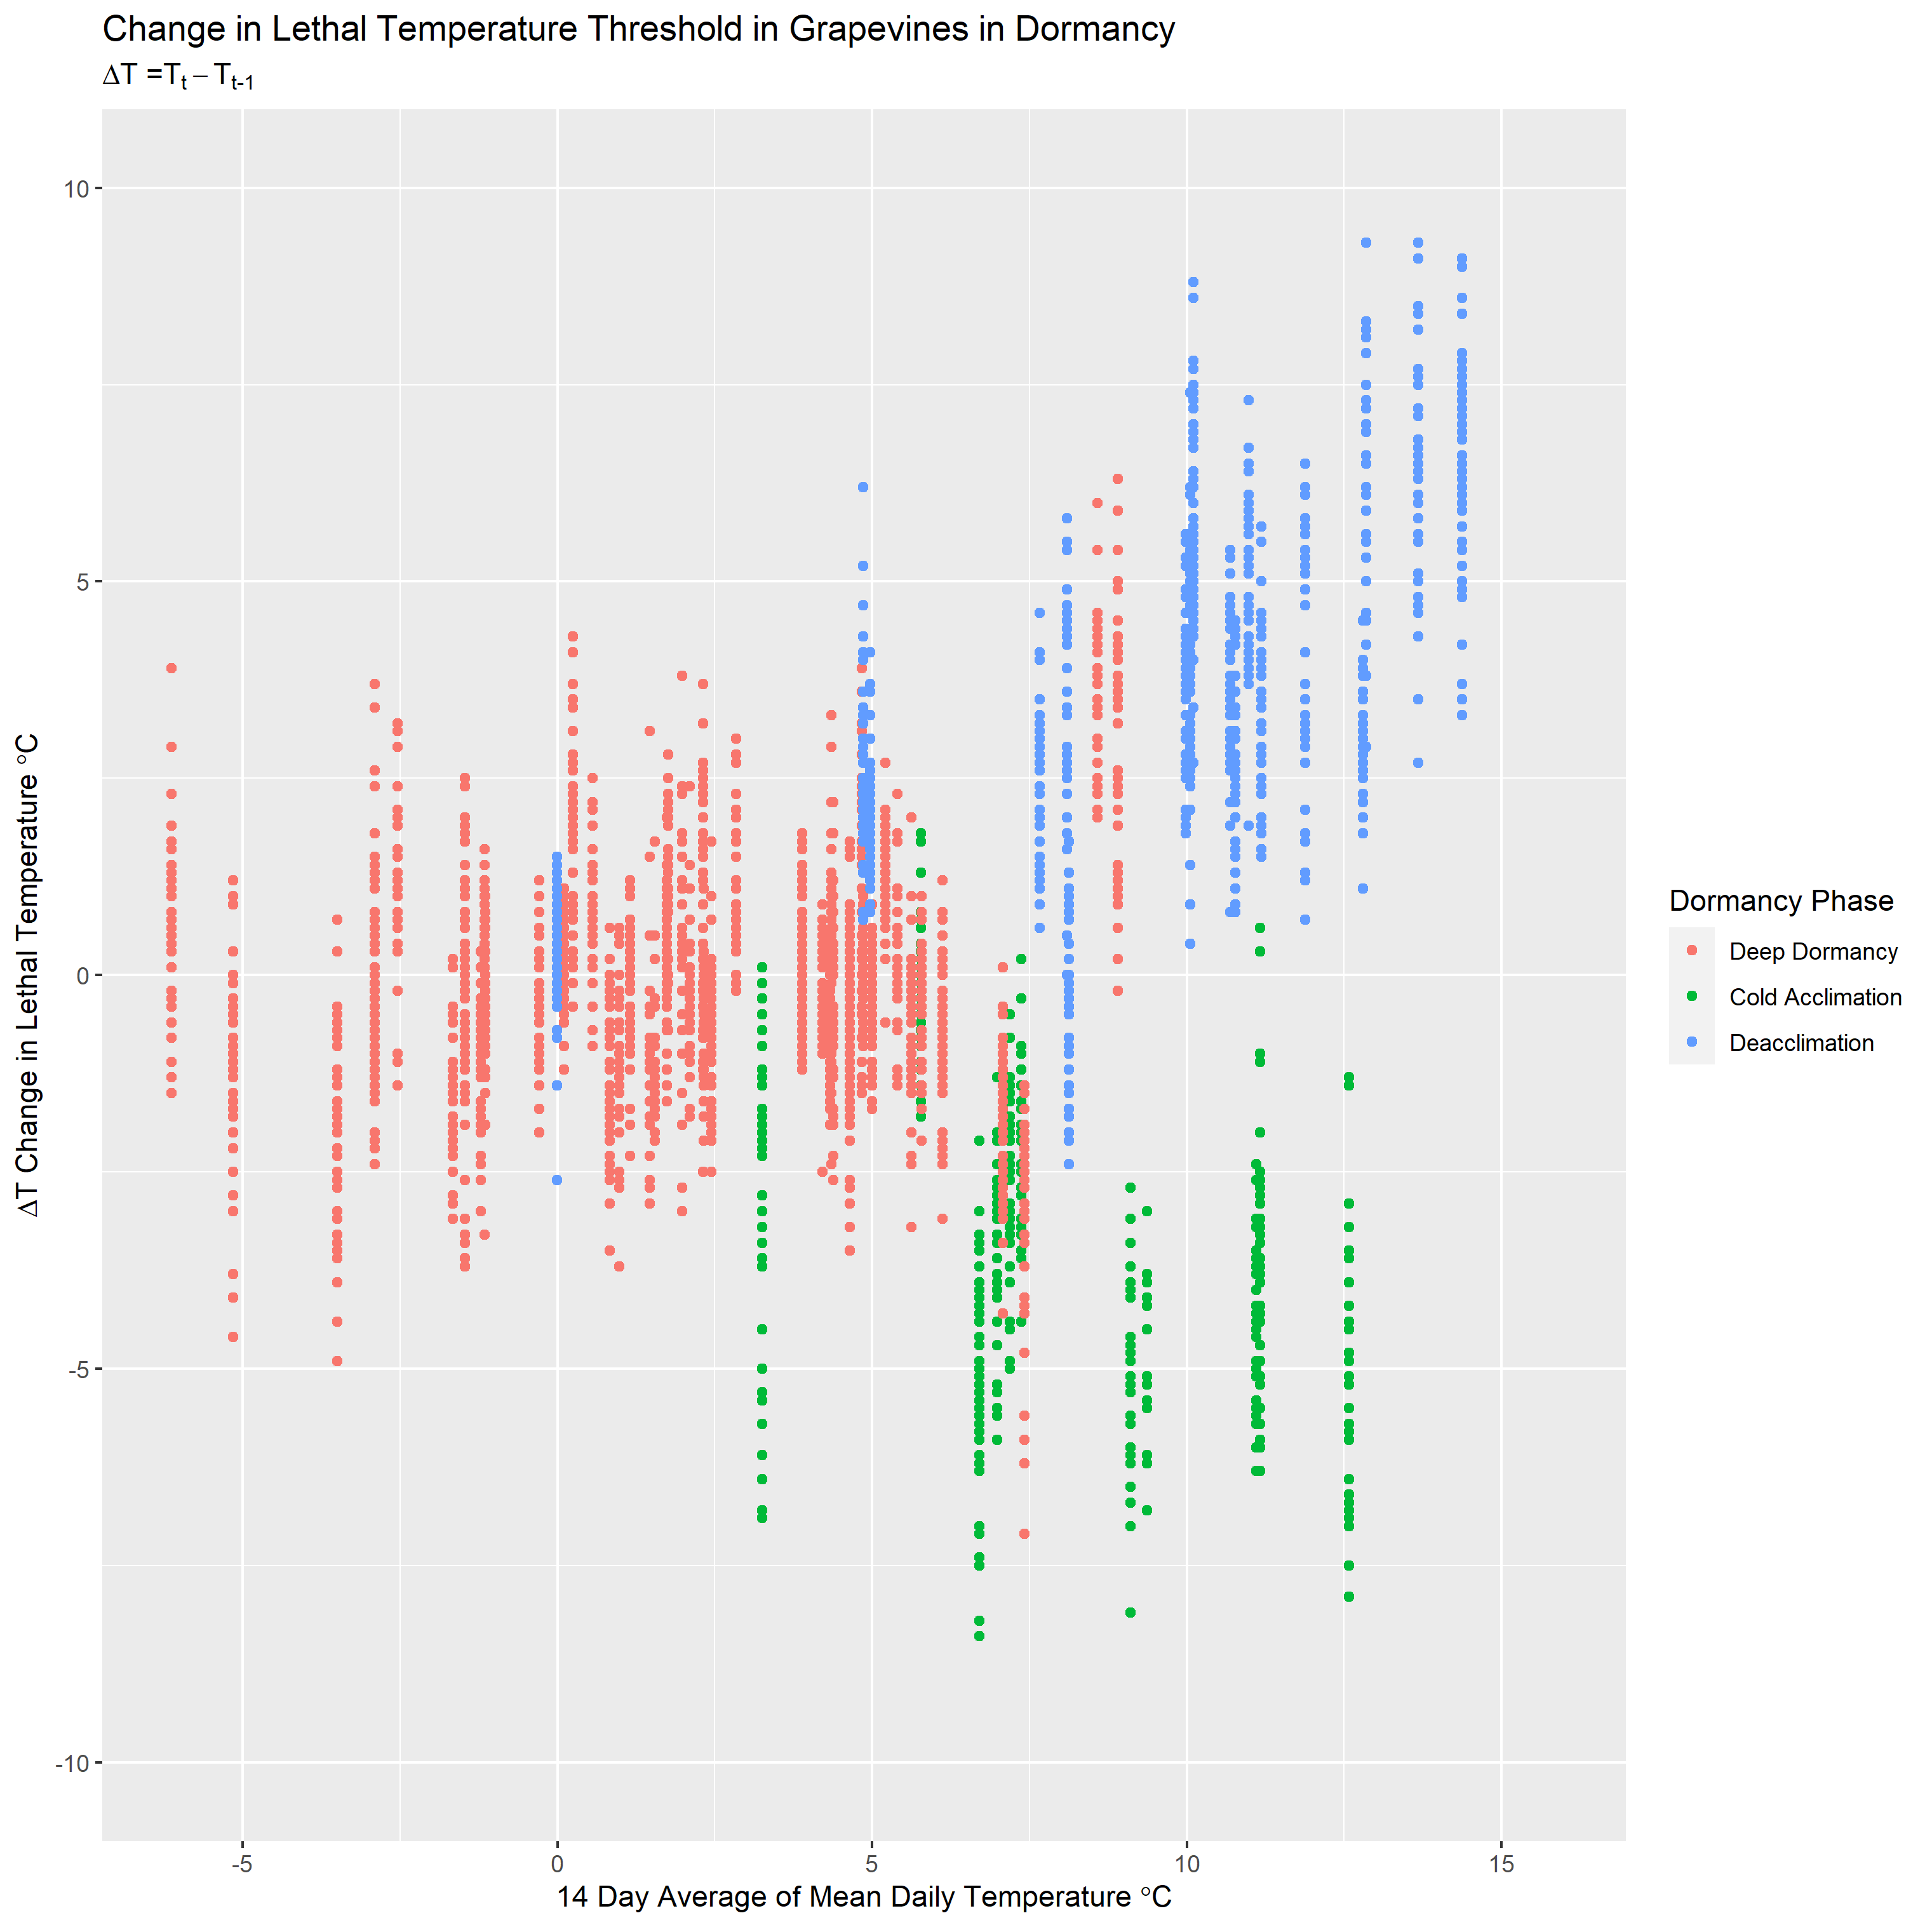 Change in Lethal Temperature Threshold in Grapevines in Dormancy
ΔT =Tt − Tt-1
10
5
0
-5
-10
ΔT Change in Lethal Temperature °C
-5 0 5 10 15
14 Day Average of Mean Daily Temperature °C
Dormancy Phase
Deep Dormancy
Cold Acclimation
Deacclimation